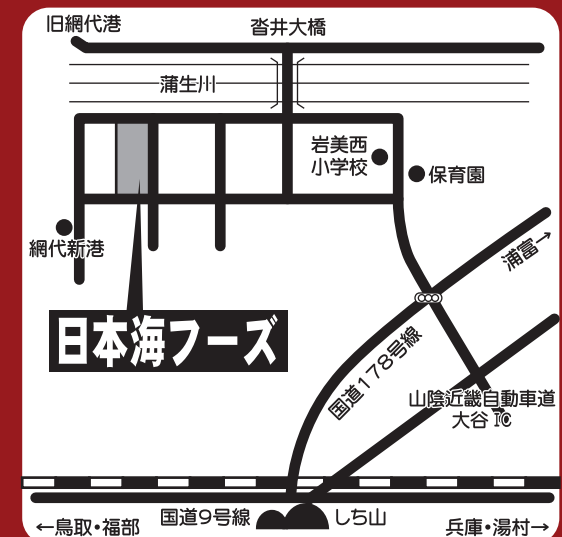 旧網代港
沓井大橋
蒲生川
岩美西
小学校
保育園
網代新港
浦富→
日本海フーズ
国道178号線
山陰近畿自動車道
大谷IC
国道9号線
しち山
←鳥取・福部
兵庫・湯村→